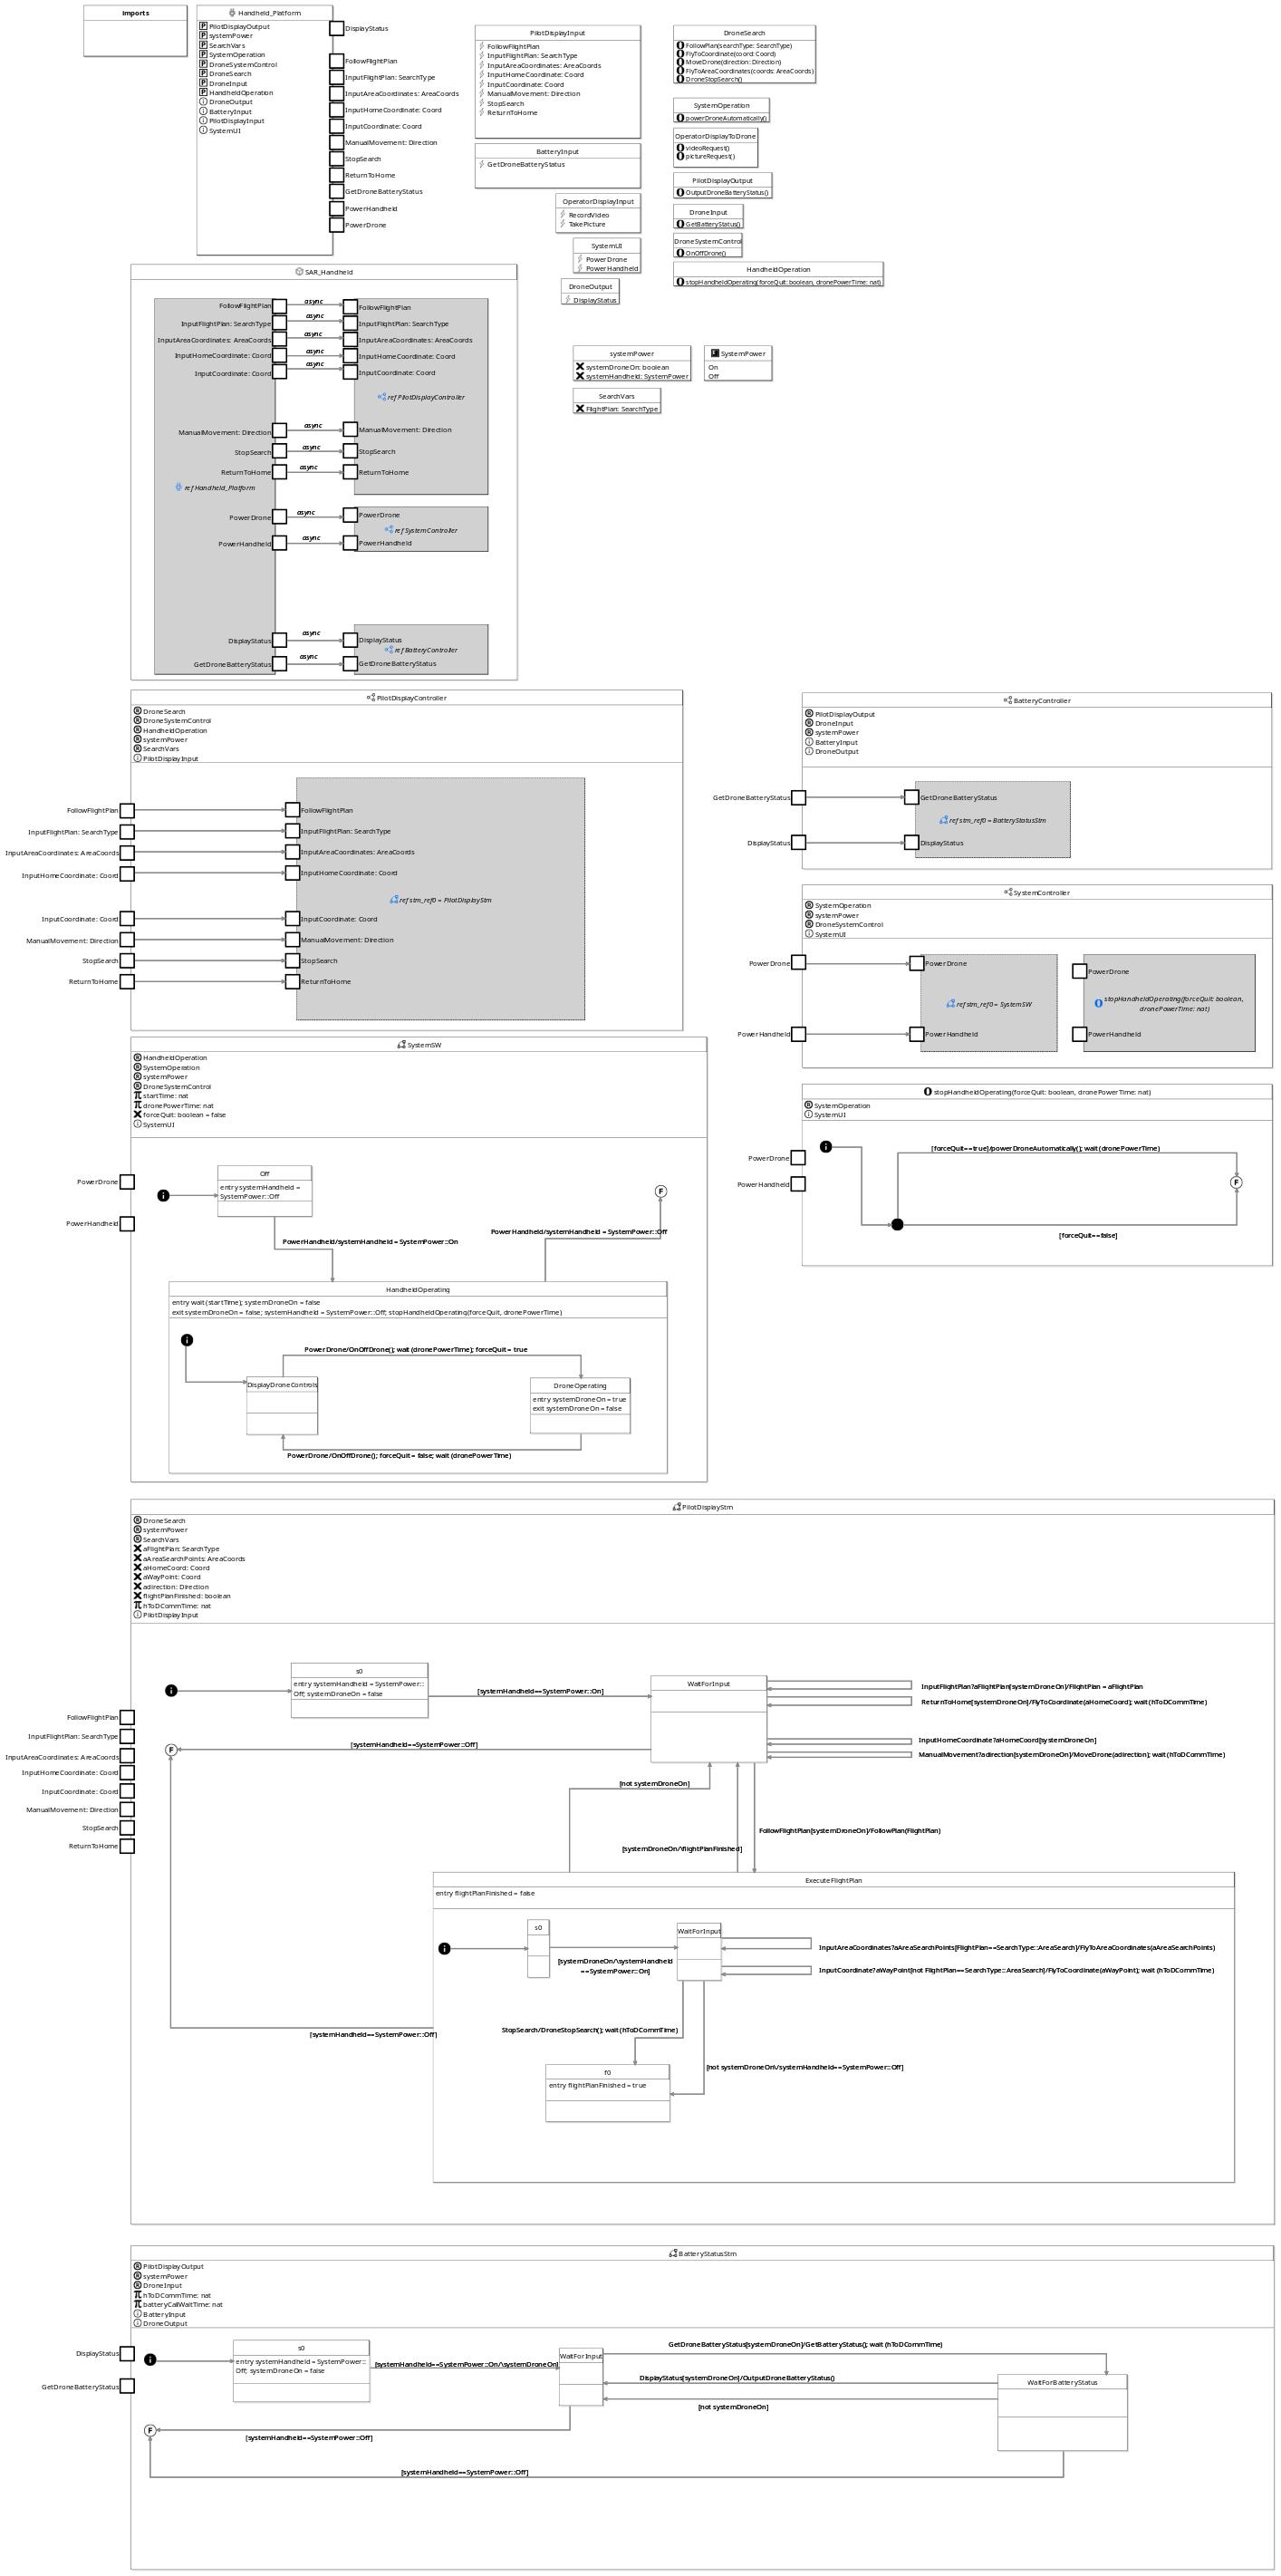 imports
Handheld_Platform
PilotDisplayOutput
systemPower
SearchVars
SystemOperation
DroneSystemControl
DroneSearch
DroneInput
HandheldOperation
DroneOutput
BatteryInput
PilotDisplayInput
SystemUI
DisplayStatus
FollowFlightPlan
InputFlightPlan: SearchType
InputAreaCoordinates: AreaCoords
InputHomeCoordinate: Coord
InputCoordinate: Coord
ManualMovement: Direction
StopSearch
ReturnToHome
GetDroneBatteryStatus
PowerHandheld
PowerDrone
PilotDisplayInput
FollowFlightPlan
InputFlightPlan: SearchType
InputAreaCoordinates: AreaCoords
InputHomeCoordinate: Coord
InputCoordinate: Coord
ManualMovement: Direction
StopSearch
ReturnToHome
BatteryInput
GetDroneBatteryStatus
OperatorDisplayInput
RecordVideo
TakePicture
SystemUI
PowerDrone
PowerHandheld
DroneOutput
DisplayStatus
DroneSearch
FollowPlan(searchType: SearchType)
FlyToCoordinate(coord: Coord)
MoveDrone(direction: Direction)
FlyToAreaCoordinates(coords: AreaCoords)
DroneStopSearch()
SystemOperation
powerDroneAutomatically()
OperatorDisplayToDrone
videoRequest()
pictureRequest()
PilotDisplayOutput
OutputDroneBatteryStatus()
DroneInput
GetBatteryStatus()
DroneSystemControl
OnOffDrone()
HandheldOperation
stopHandheldOperating(forceQuit: boolean, dronePowerTime: nat)
systemPower
systemDroneOn: boolean
systemHandheld: SystemPower
SystemPower
On
Off
SearchVars
FlightPlan: SearchType
SAR_Handheld
FollowFlightPlan
async
FollowFlightPlan
InputFlightPlan: SearchType
async
InputFlightPlan: SearchType
InputAreaCoordinates: AreaCoords
async
InputAreaCoordinates: AreaCoords
InputHomeCoordinate: Coord
async
InputHomeCoordinate: Coord
InputCoordinate: Coord
async
InputCoordinate: Coord
ref PilotDisplayController
ManualMovement: Direction
async
ManualMovement: Direction
StopSearch
async
StopSearch
ReturnToHome
async
ReturnToHome
ref Handheld_Platform
PowerDrone
async
PowerDrone
ref SystemController
PowerHandheld
async
PowerHandheld
DisplayStatus
async
DisplayStatus
ref BatteryController
GetDroneBatteryStatus
async
GetDroneBatteryStatus
PilotDisplayController
DroneSearch
DroneSystemControl
HandheldOperation
systemPower
SearchVars
PilotDisplayInput
FollowFlightPlan
FollowFlightPlan
InputFlightPlan: SearchType
InputFlightPlan: SearchType
InputAreaCoordinates: AreaCoords
InputAreaCoordinates: AreaCoords
InputHomeCoordinate: Coord
InputHomeCoordinate: Coord
ref stm_ref0 = PilotDisplayStm
InputCoordinate: Coord
InputCoordinate: Coord
ManualMovement: Direction
ManualMovement: Direction
StopSearch
StopSearch
ReturnToHome
ReturnToHome
BatteryController
PilotDisplayOutput
DroneInput
systemPower
BatteryInput
DroneOutput
GetDroneBatteryStatus
GetDroneBatteryStatus
ref stm_ref0 = BatteryStatusStm
DisplayStatus
DisplayStatus
SystemController
SystemOperation
systemPower
DroneSystemControl
SystemUI
PowerDrone
PowerDrone
PowerDrone
ref stm_ref0 = SystemSW
stopHandheldOperating(forceQuit: boolean,
dronePowerTime: nat)
PowerHandheld
PowerHandheld
PowerHandheld
stopHandheldOperating(forceQuit: boolean, dronePowerTime: nat)
SystemOperation
SystemUI
PowerDrone
PowerHandheld
i
[forceQuit==true]/powerDroneAutomatically(); wait (dronePowerTime)
F
[forceQuit==false]
SystemSW
HandheldOperation
SystemOperation
systemPower
DroneSystemControl
startTime: nat
dronePowerTime: nat
forceQuit: boolean = false
SystemUI
PowerDrone
PowerHandheld
i
Off
entry systemHandheld =
SystemPower::Off
F
PowerHandheld/systemHandheld = SystemPower::On
PowerHandheld/systemHandheld = SystemPower::Off
HandheldOperating
entry wait (startTime); systemDroneOn = false
exit systemDroneOn = false; systemHandheld = SystemPower::Off; stopHandheldOperating(forceQuit, dronePowerTime)
i
PowerDrone/OnOffDrone(); wait (dronePowerTime); forceQuit = true
DisplayDroneControls
DroneOperating
entry systemDroneOn = true
exit systemDroneOn = false
PowerDrone/OnOffDrone(); forceQuit = false; wait (dronePowerTime)
PilotDisplayStm
DroneSearch
systemPower
SearchVars
aFlightPlan: SearchType
aAreaSearchPoints: AreaCoords
aHomeCoord: Coord
aWayPoint: Coord
adirection: Direction
flightPlanFinished: boolean
hToDCommTime: nat
PilotDisplayInput
i
s0
entry systemHandheld = SystemPower::
Off; systemDroneOn = false
[systemHandheld==SystemPower::On]
WaitForInput
InputFlightPlan?aFlightPlan[systemDroneOn]/FlightPlan = aFlightPlan
ReturnToHome[systemDroneOn]/FlyToCoordinate(aHomeCoord); wait (hToDCommTime)
InputHomeCoordinate?aHomeCoord[systemDroneOn]
ManualMovement?adirection[systemDroneOn]/MoveDrone(adirection); wait (hToDCommTime)
F
[systemHandheld==SystemPower::Off]
FollowFlightPlan
InputFlightPlan: SearchType
InputAreaCoordinates: AreaCoords
InputHomeCoordinate: Coord
InputCoordinate: Coord
ManualMovement: Direction
StopSearch
ReturnToHome
[not systemDroneOn]
FollowFlightPlan[systemDroneOn]/FollowPlan(FlightPlan)
[systemDroneOn/\flightPlanFinished]
ExecuteFlightPlan
entry flightPlanFinished = false
i
s0
WaitForInput
[systemDroneOn/\systemHandheld
==SystemPower::On]
InputAreaCoordinates?aAreaSearchPoints[FlightPlan==SearchType::AreaSearch]/FlyToAreaCoordinates(aAreaSearchPoints)
InputCoordinate?aWayPoint[not FlightPlan==SearchType::AreaSearch]/FlyToCoordinate(aWayPoint); wait (hToDCommTime)
StopSearch/DroneStopSearch(); wait (hToDCommTime)
[systemHandheld==SystemPower::Off]
[not systemDroneOn\/systemHandheld==SystemPower::Off]
f0
entry flightPlanFinished = true
BatteryStatusStm
PilotDisplayOutput
systemPower
DroneInput
hToDCommTime: nat
batteryCallWaitTime: nat
BatteryInput
DroneOutput
DisplayStatus
GetDroneBatteryStatus
i
s0
entry systemHandheld = SystemPower::
Off; systemDroneOn = false
[systemHandheld==SystemPower::On/\systemDroneOn]
WaitForInput
GetDroneBatteryStatus[systemDroneOn]/GetBatteryStatus(); wait (hToDCommTime)
DisplayStatus[systemDroneOn]/OutputDroneBatteryStatus()
[not systemDroneOn]
WaitForBatteryStatus
F
[systemHandheld==SystemPower::Off]
[systemHandheld==SystemPower::Off]